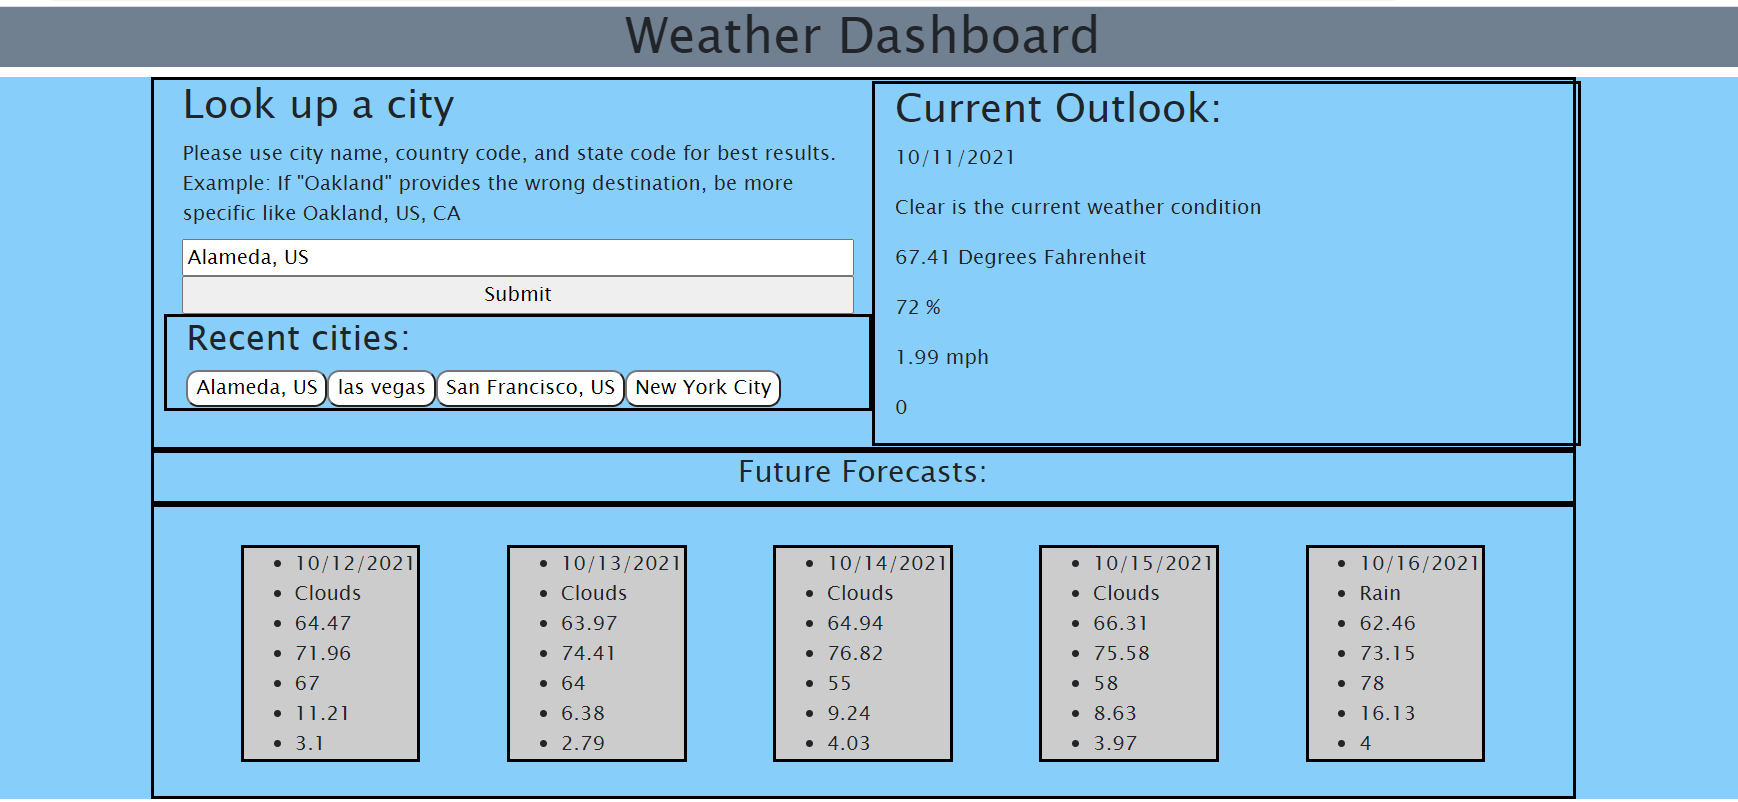 Weather Dashboard
Look up a city
Please use city name, country code, and state code for best results.
Example: If "Oakland" provides the wrong destination, be more
specific like Oakland, US, CA
Alameda, US
Submit
Recent cities:
Alameda, US las vegas San Francisco, US New York City
Current Outlook:
10/11/2021
Clear is the current weather condition
67.41 Degrees Fahrenheit
72 %
1.99 mph
0
Future Forecasts:
10/12/2021
Clouds
64.47
71.96
67
11.21
3.1
10/13/2021
Clouds
63.97
74.41
64
6.38
2.79
10/14/2021
Clouds
64.94
76.82
55
9.24
4.03
10/15/2021
Clouds
66.31
75.58
58
8.63
3.97
10/16/2021
Rain
62.46
73.15
78
16.13
4